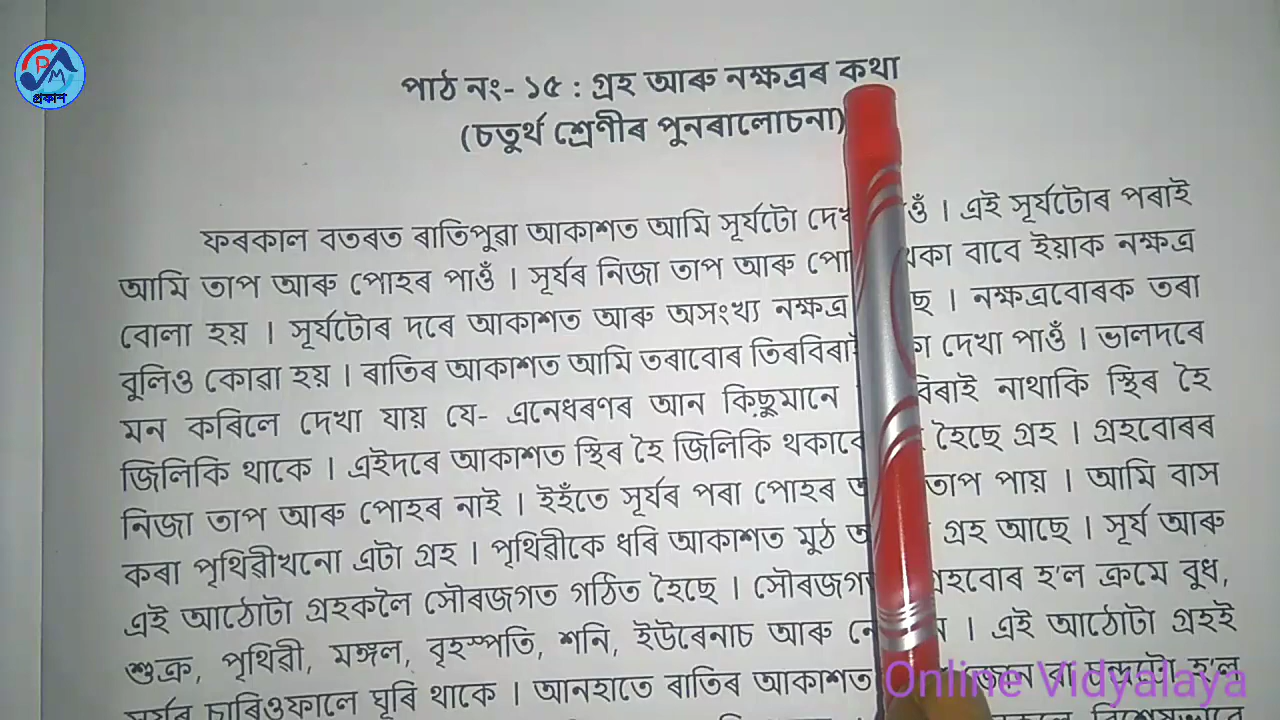 PM
প্ৰকাশ
পাঠ নং- ১৫ : গ্ৰহ আৰু নক্ষত্ৰৰ কথা
(চতুৰ্থ শ্ৰেণীৰ পুনৰালোচনা)
ফৰকাল বতৰত ৰাতিপুৱা আকাশত আমি সূৰ্যটো । এই সূৰ্যটোৰ পৰাই
আমি তাপ আৰু পোহৰ পাওঁ । সূৰ্যৰ নিজা তাপ আৰু বাবে ইয়াক নক্ষত্ৰ
বোলা হয় । সূৰ্যটোৰ দৰে আকাশত আৰু অসংখ্য নক্ষত্ৰ । নক্ষত্ৰবোৰক তৰা
বুলিও কোৱা হয় । ৰাতিৰ আকাশত আমি তৰাবোৰ দেখা পাওঁ । ভালদৰে
মন কৰিলে দেখা যায় যে- এনেধৰণৰ আন কিছুমানে নাথাকি স্থিৰ হৈ
জিলিকি থাকে । এইদৰে আকাশত স্থিৰ হৈ জিলিকি হৈছে গ্ৰহ । গ্ৰহবোৰৰ
নিজা তাপ আৰু পোহৰ নাই । ইহঁতে সূৰ্যৰ পৰা পোহৰ তাপ পায় । আমি বাস
কৰা পৃথিৱীখনো এটা গ্ৰহ । পৃথিৱীকে ধৰি আকাশত মুঠ গ্ৰহ আছে । সূৰ্য আৰু
এই আঠোটা গ্ৰহকলৈ সৌৰজগত গঠিত হৈছে । গ্ৰহবোৰ হ'ল ক্ৰমে বুধ,
শুক্ৰ, পৃথিৱী, মঙ্গল, বৃহস্পতি, শনি, ইউৰেনাচ আৰু । এই আঠোটা গ্ৰহই
সূৰ্যৰ চাৰিওফালে ঘূৰি থাকে । আনহাতে ৰাতিৰ আকাশত বা চন্দ্ৰটো হ'ল
Online Vidyalaya